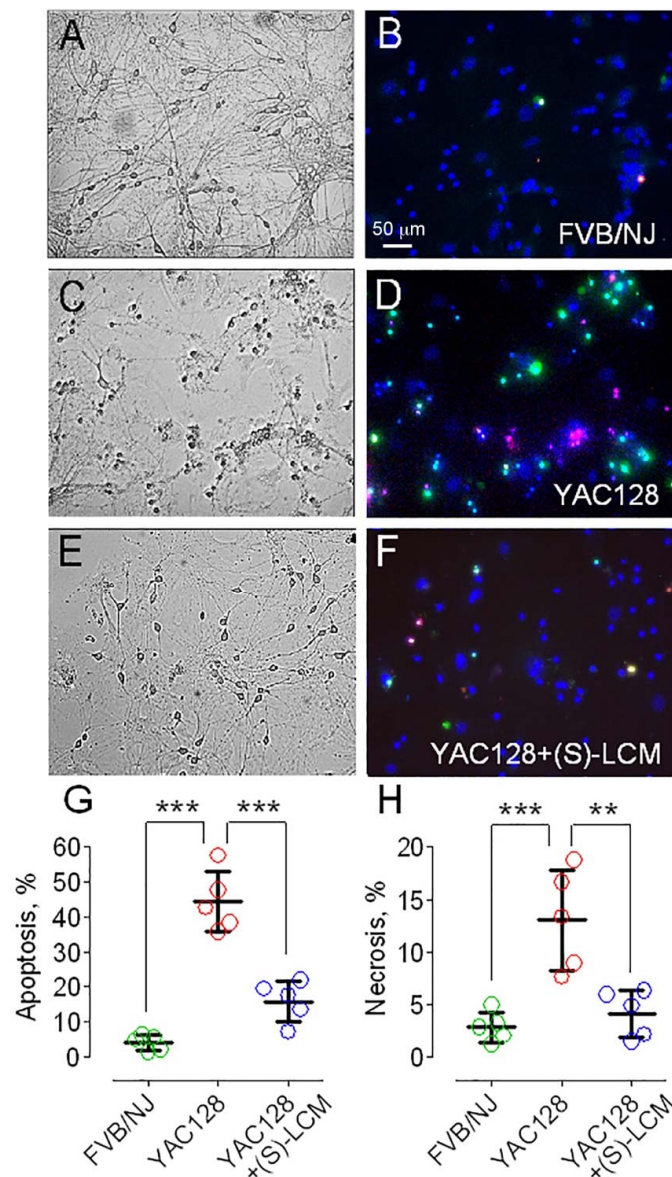 A
B
50 μm
FVB/NJ
C
D
YAC128
E
F
YAC128+(S)-LCM
G
*** ***
Apoptosis, %
60
50
40
30
20
10
0
FVB/NJ
YAC128
YAC128
+(S)-LCM
H
*** **
Necrosis, %
20
15
10
5
0
FVB/NJ
YAC128
YAC128
+(S)-LCM